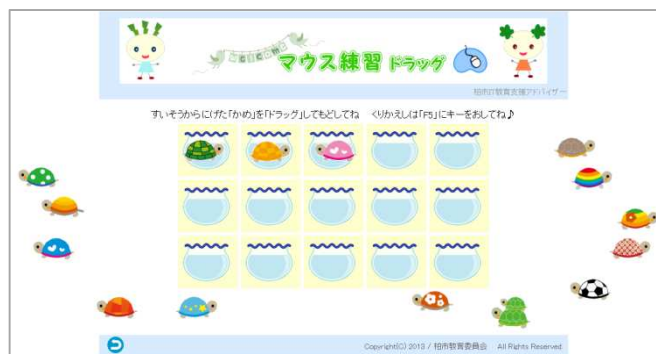 マウス練習 ドラッグ
柏市IT教育支援アドバイザー
すいそうからにげた「かめ」を「ドラッグ」してもどしてね くりかえしは「F5」にキーをおしてね♪
Copyright(C) 2013 / 柏市教育委員会 All Rights Reserved